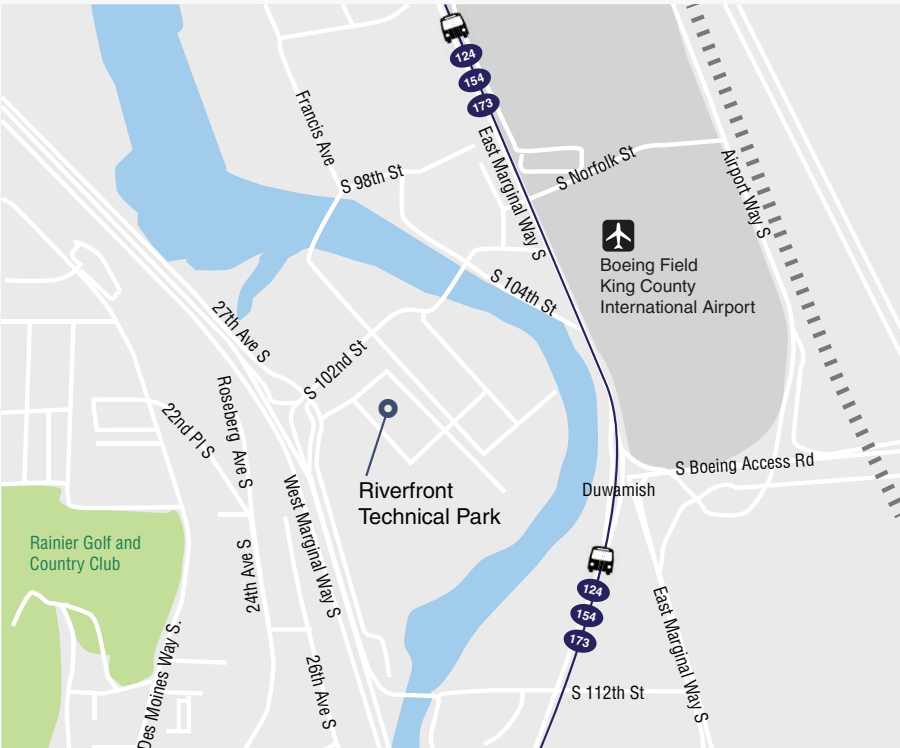 124
154
173
Francis Ave
East Marginal Way S
S 98th St
S Norfolk St
Airport Way S
Boeing Field
King County
International Airport
S 104th St
27th Ave S
S 102nd St
Roseberg Ave S
22nd Pl S
Riverfront
Technical Park
S Boeing Access Rd
Duwamish
West Marginal Way S
Rainier Golf and
Country Club
24th Ave S
124
154
173
East Marginal Way S
Des Moines Way S.
26th Ave S
S 112th St